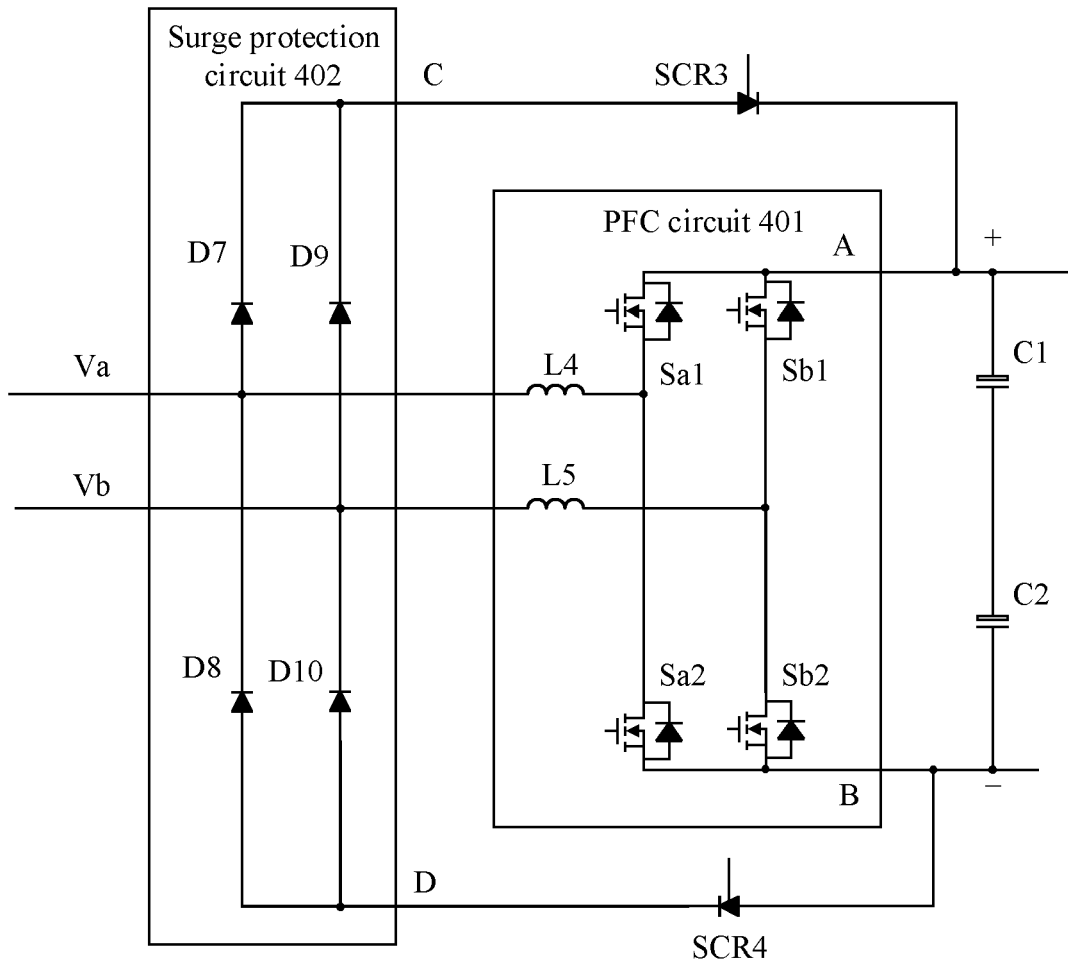 Surge protection
circuit 402
C
SCR3
PFC circuit 401
A
+
D7
D9
Va
L4
Sa1
Sb1
C1
Vb
L5
C2
D8
D10
Sa2
Sb2
B
−
D
SCR4